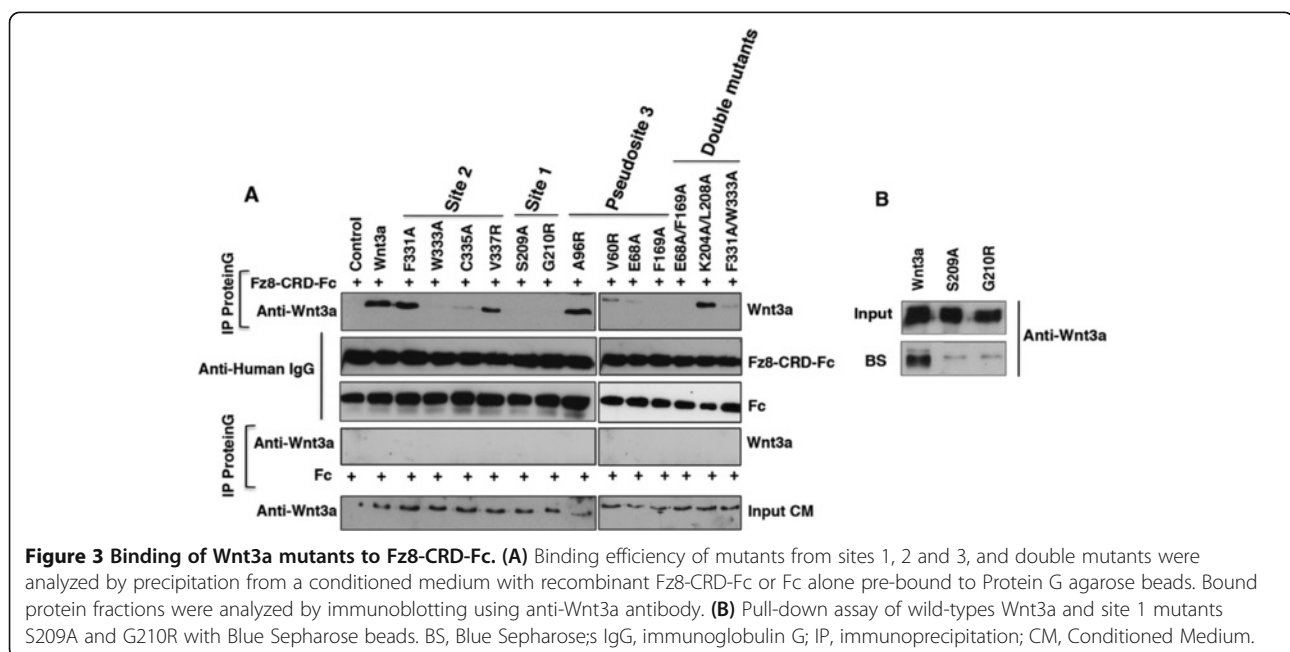 A
Site 2
Site 1
Pseudosite 3
Double mutants
Control
Wnt3a
F331A
W333A
C335A
V337R
S209A
G210R
A96R
V60R
E68A
F169A
E68A/F169A
K204A/L208A
F331A/W333A
IP ProteinG
Fz8-CRD-Fc + + + + + + + + + + + + + + +
Anti-Wnt3a
Wnt3a
Anti-Human IgG
Fz8-CRD-Fc
Fc
IP ProteinG
Anti-Wnt3a
Wnt3a
Fc + + + + + + + + + + + + + + +
Anti-Wnt3a
Input CM
B
Wnt3a
S209A
G210R
Input
BS
Anti-Wnt3a
Figure 3 Binding of Wnt3a mutants to Fz8-CRD-Fc. (A) Binding efficiency of mutants from sites 1, 2 and 3, and double mutants were
analyzed by precipitation from a conditioned medium with recombinant Fz8-CRD-Fc or Fc alone pre-bound to Protein G agarose beads. Bound
protein fractions were analyzed by immunoblotting using anti-Wnt3a antibody. (B) Pull-down assay of wild-types Wnt3a and site 1 mutants
S209A and G210R with Blue Sepharose beads. BS, Blue Sepharose;s IgG, immunoglobulin G; IP, immunoprecipitation; CM, Conditioned Medium.